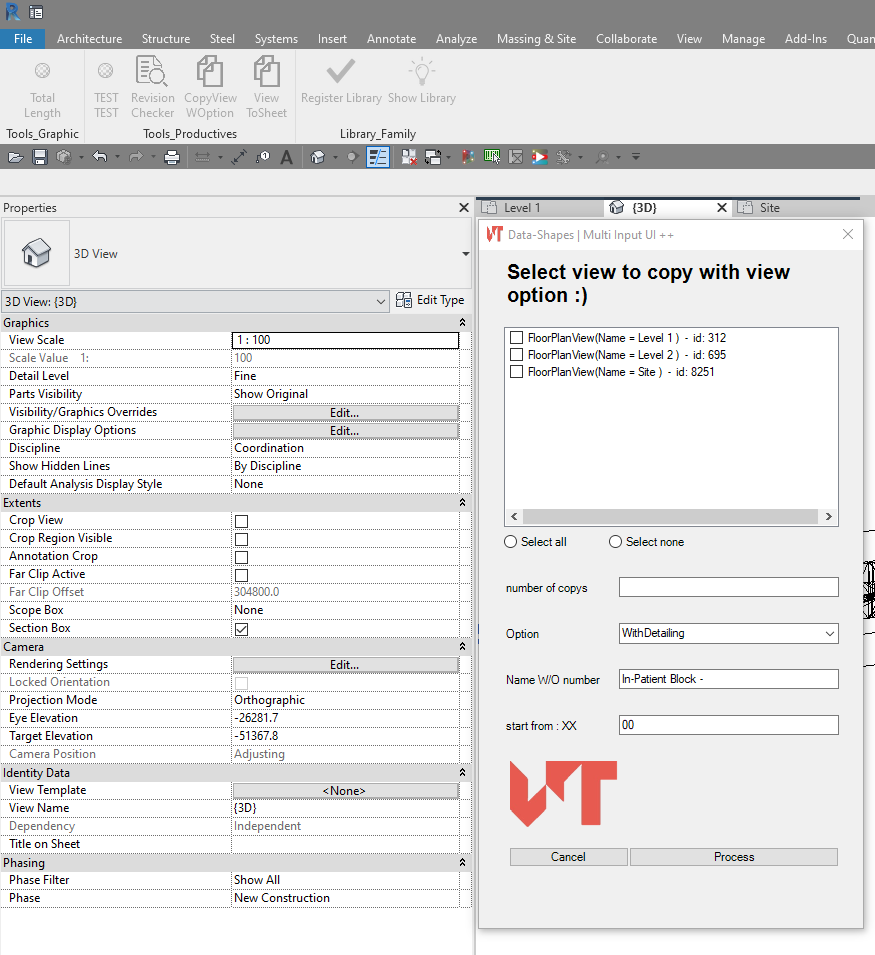 File Architecture Structure Steel Systems Insert Annotate Analyze Massing & Site Collaborate View Manage Add-Ins Quan
Total Length
TEST TEST
Revision Checker
CopyView WOption
View ToSheet
Register Library
Show Library
Tools_Graphic
Tools_Productives
Library_Family
Properties
3D View
3D View: {3D}
Edit Type
Graphics
View Scale 1 : 100
Scale Value 1: 100
Detail Level Fine
Parts Visibility Show Original
Visibility/Graphics Overrides Edit...
Graphic Display Options Edit...
Discipline Coordination
Show Hidden Lines By Discipline
Default Analysis Display Style None
Extents
Crop View
Crop Region Visible
Annotation Crop
Far Clip Active
Far Clip Offset 304800.0
Scope Box None
Section Box
Camera
Rendering Settings Edit...
Locked Orientation
Projection Mode Orthographic
Eye Elevation -26281.7
Target Elevation -51367.8
Camera Position Adjusting
Identity Data
View Template <None>
View Name {3D}
Dependency Independent
Title on Sheet
Phasing
Phase Filter Show All
Phase New Construction
Level 1
{3D}
Site
Data-Shapes | Multi Input UI ++
Select view to copy with view
option :)
FloorPlanView(Name = Level 1 ) - id: 312
FloorPlanView(Name = Level 2 ) - id: 695
FloorPlanView(Name = Site ) - id: 8251
Select all Select none
number of copys
Option WithDetailing
Name W/O number In-Patient Block -
start from : XX 00
Cancel Process